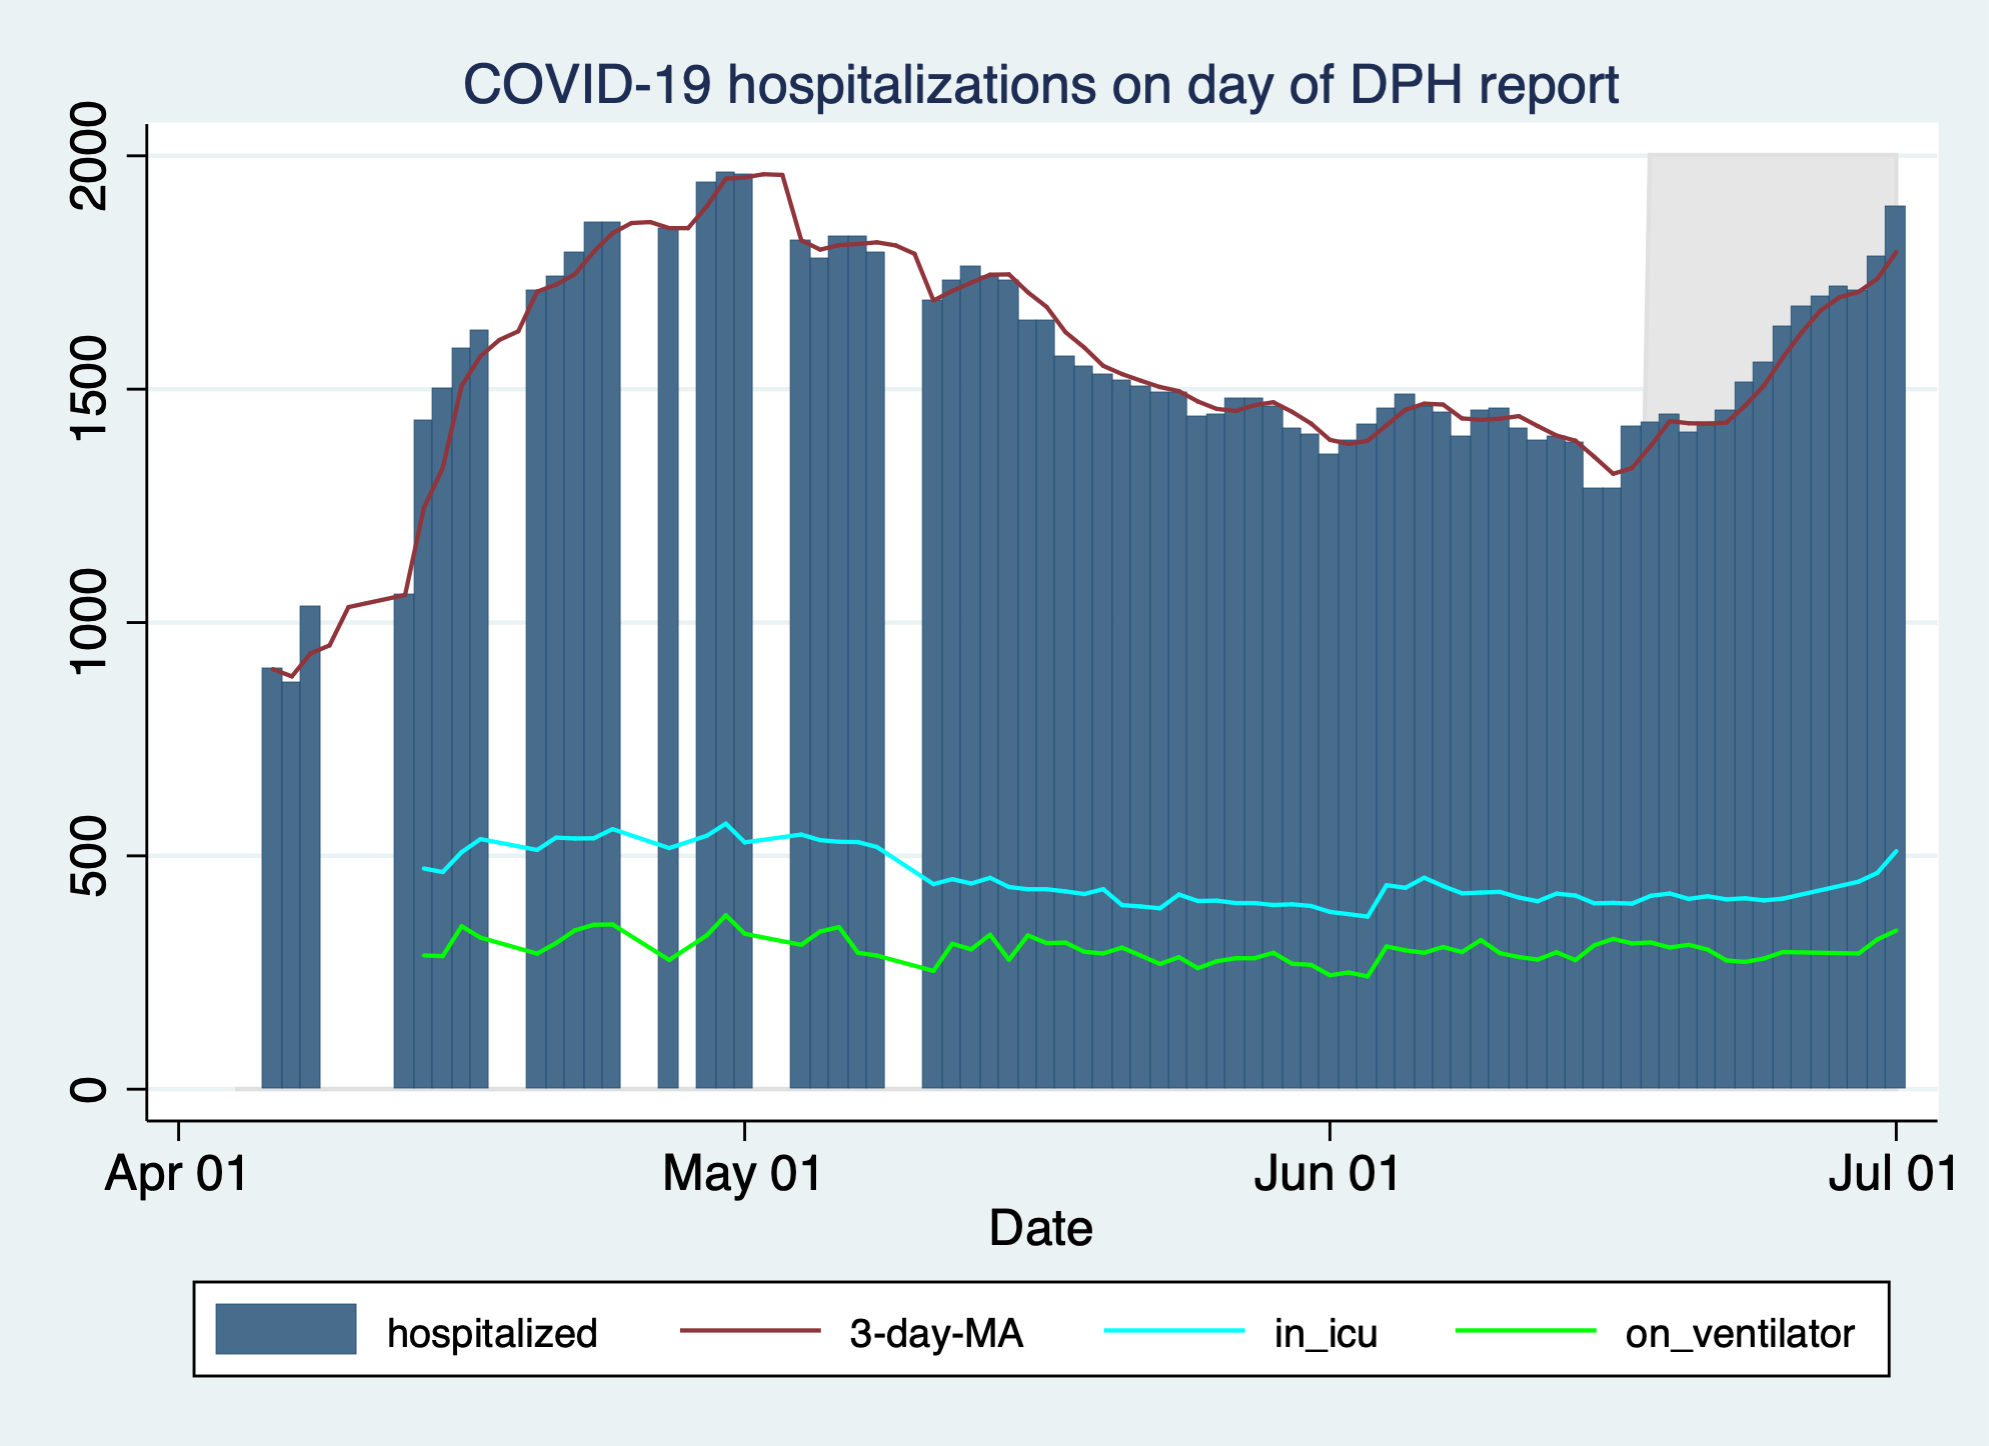 COVID-19 hospitalizations on day of DPH report
2000
1500
1000
500
0
Apr 01 May 01 Jun 01 Jul 01
Date
hospitalized 3-day-MA in_icu on_ventilator